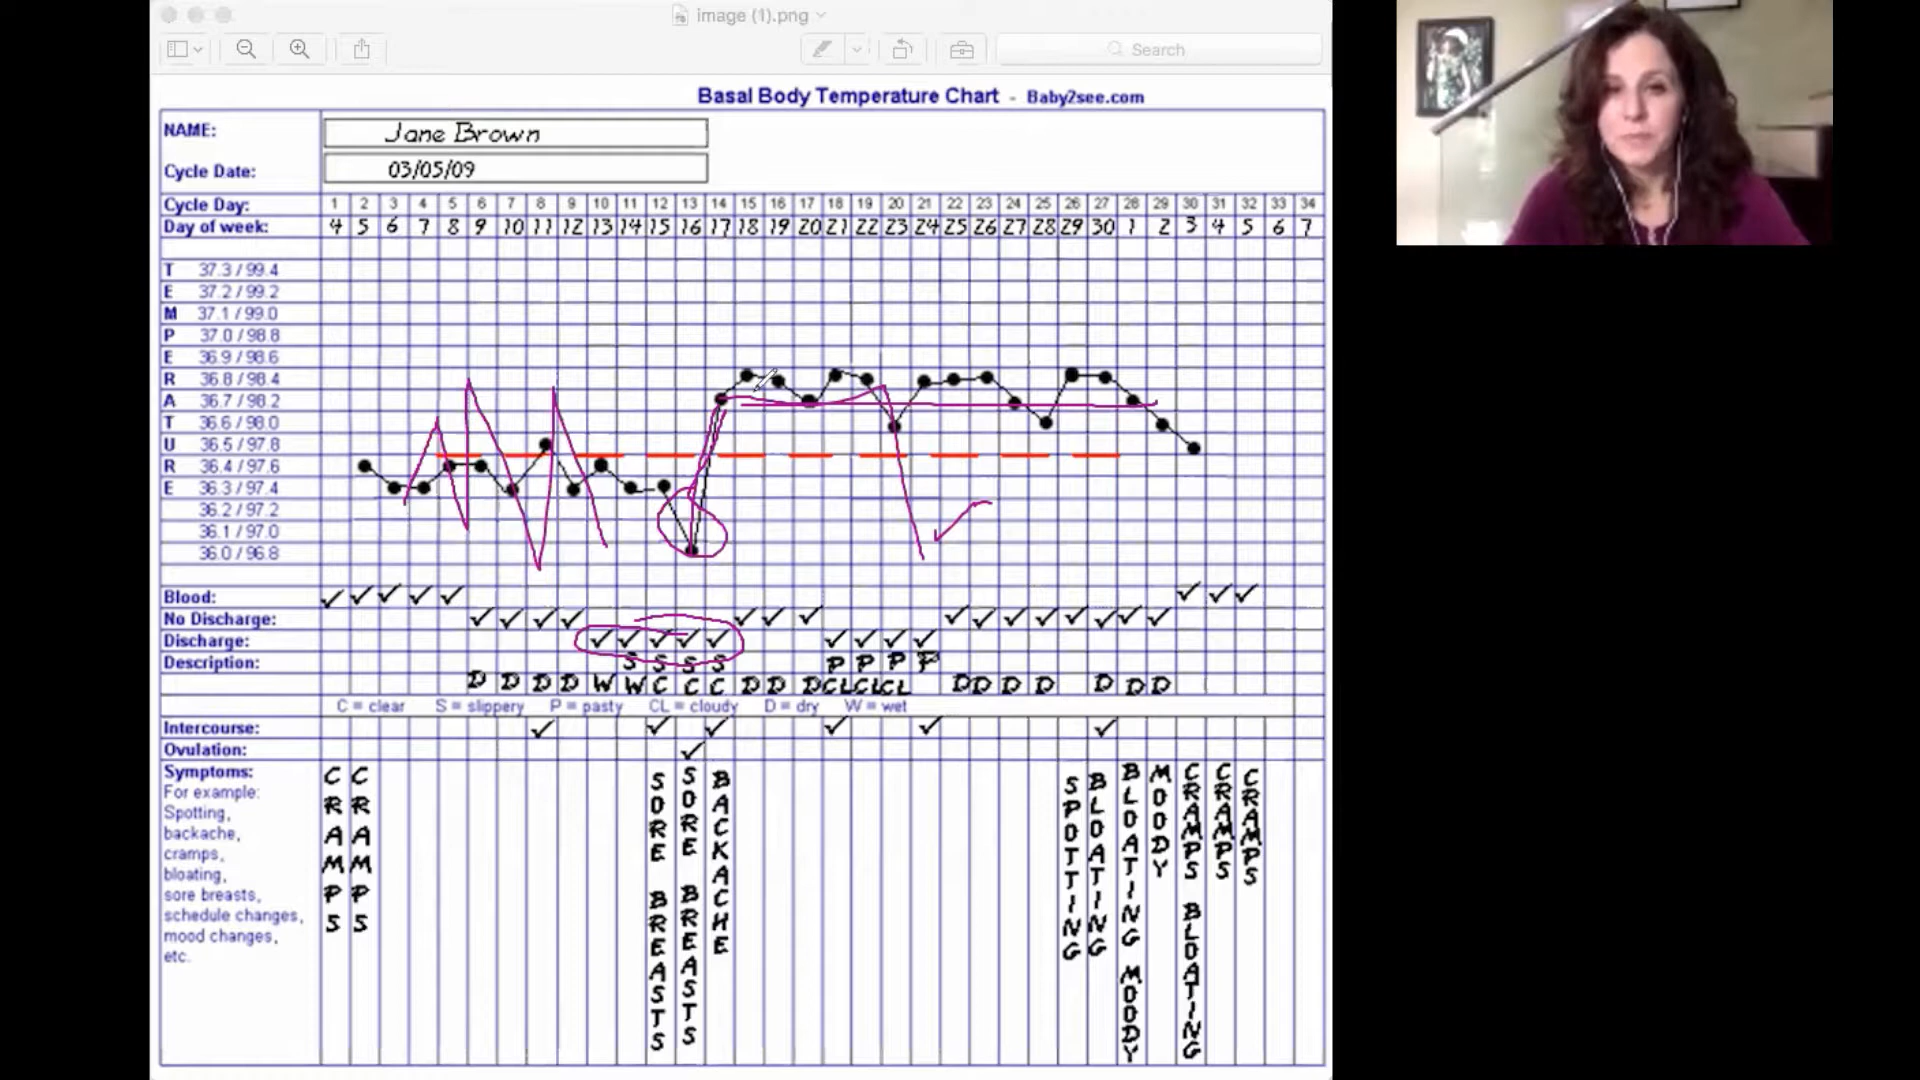 image (1).png
Search
Basal Body Temperature Chart - Baby2see.com
NAME: Jane Brown
Cycle Date: 03/05/09
Cycle Day: 1 2 3 4 5 6 7 8 9 10 11 12 13 14 15 16 17 18 19 20 21 22 23 24 25 26 27 28 29 30 31 32 33 34
Day of week: 4 5 6 7 8 9 10 11 12 13 14 15 16 17 18 19 20 21 22 23 24 25 26 27 28 29 30 1 2 3 4 5 6 7
T 37.3 / 99.4
E 37.2 / 99.2
M 37.1 / 99.0
P 37.0 / 98.8
E 36.9 / 98.6
R 36.8 / 98.4
A 36.7 / 98.2
T 36.6 / 98.0
U 36.5 / 97.8
R 36.4 / 97.6
E 36.3 / 97.4
36.2 / 97.2
36.1 / 97.0
36.0 / 96.8
Blood: ✓ ✓ ✓ ✓ ✓ ✓ ✓ ✓
No Discharge: ✓ ✓ ✓ ✓ ✓ ✓ ✓ ✓ ✓ ✓ ✓ ✓ ✓ ✓ ✓
Discharge: ✓ ✓ ✓ ✓ ✓ ✓ ✓ ✓ ✓
Description: S S S S P P P P
D D D D W W C C C D D D CL CL CL D D D D D D D
C = clear S = slippery P = pasty CL = cloudy D = dry W = wet
Intercourse: ✓ ✓ ✓ ✓ ✓ ✓
Ovulation: ✓
Symptoms:
For example:
Spotting,
backache,
cramps,
bloating,
sore breasts,
schedule changes,
mood changes,
etc.
CRAMPS
CRAMPS
SORE BREASTS
SORE BREASTS
BACKACHE
SPOTTING
BLOATING
BLOATING MOODY
MOODY
CRAMPS BLOATING
CRAMPS
CRAMPS